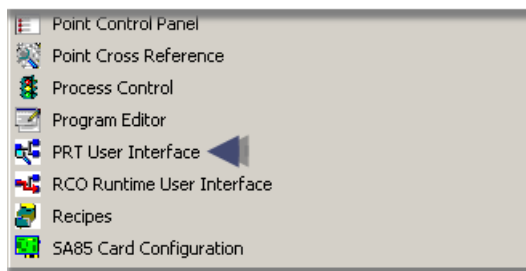 Point Control Panel
Point Cross Reference
Process Control
Program Editor
PRT User Interface
RCO Runtime User Interface
Recipes
SA85 Card Configuration